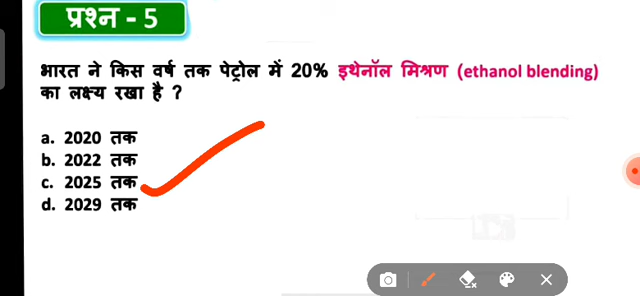 प्रश्न - 5
भारत ने किस वर्ष तक पेट्रोल में 20% इथेनॉल मिश्रण (ethanol blending)
का लक्ष्य रखा है ?
a. 2020 तक
b. 2022 तक
c. 2025 तक
d. 2029 तक